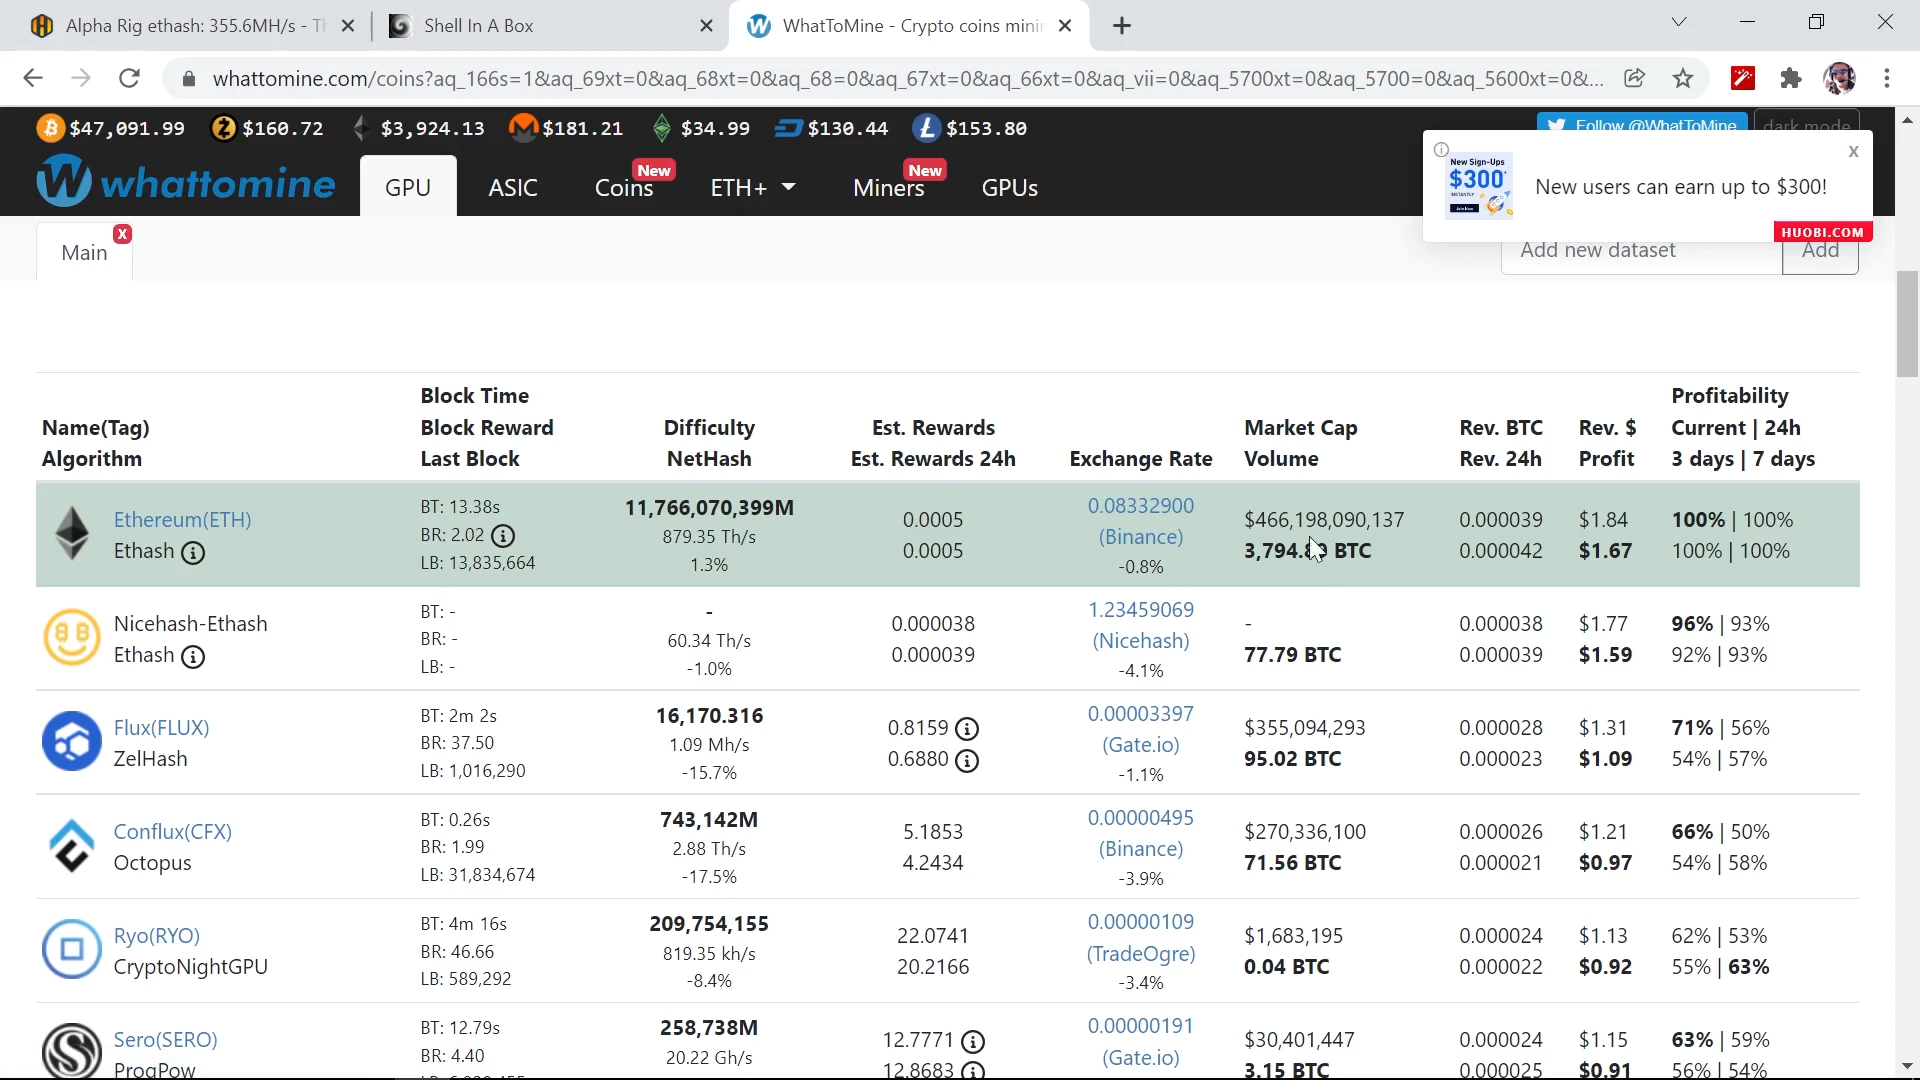 Alpha Rig ethash: 355.6MH/s - Th
Shell In A Box
WhatToMine - Crypto coins minin
whattomine.com/coins?aq_166s=1&aq_69xt=0&aq_68xt=0&aq_68=0&aq_67xt=0&aq_66xt=0&aq_vii=0&aq_5700xt=0&aq_5700=0&aq_5600xt=0&...
$47,091.99 $160.72 $3,924.13 $181.21 $34.99 $130.44 $153.80
Follow @WhatToMine dark mode
whattomine
GPU
ASIC
Coins New
ETH+
Miners New
GPUs
New Sign-Ups
$300*
INSTANTLY
Join Now
New users can earn up to $300!
X
HUOBI.COM
Main X
Add new dataset Add
Name(Tag)
Algorithm
Block Time
Block Reward
Last Block
Difficulty
NetHash
Est. Rewards
Est. Rewards 24h
Exchange Rate
Market Cap
Volume
Rev. BTC
Rev. 24h
Rev. $
Profit
Profitability
Current | 24h
3 days | 7 days
Ethereum(ETH)
Ethash
BT: 13.38s
BR: 2.02
LB: 13,835,664
11,766,070,399M
879.35 Th/s
1.3%
0.0005
0.0005
0.08332900
(Binance)
-0.8%
$466,198,090,137
BTC
0.000039
0.000042
$1.84
$1.67
100% | 100%
100% | 100%
Nicehash-Ethash
Ethash
BT: -
BR: -
LB: -
-
60.34 Th/s
-1.0%
0.000038
0.000039
1.23459069
(Nicehash)
-4.1%
-
77.79 BTC
0.000038
0.000039
$1.77
$1.59
96% | 93%
92% | 93%
Flux(FLUX)
ZelHash
BT: 2m 2s
BR: 37.50
LB: 1,016,290
16,170.316
1.09 Mh/s
-15.7%
0.8159
0.6880
0.00003397
(Gate.io)
-1.1%
$355,094,293
95.02 BTC
0.000028
0.000023
$1.31
$1.09
71% | 56%
54% | 57%
Conflux(CFX)
Octopus
BT: 0.26s
BR: 1.99
LB: 31,834,674
743,142M
2.88 Th/s
-17.5%
5.1853
4.2434
0.00000495
(Binance)
-3.9%
$270,336,100
71.56 BTC
0.000026
0.000021
$1.21
$0.97
66% | 50%
54% | 58%
Ryo(RYO)
CryptoNightGPU
BT: 4m 16s
BR: 46.66
LB: 589,292
209,754,155
819.35 kh/s
-8.4%
22.0741
20.2166
0.00000109
(TradeOgre)
-3.4%
$1,683,195
0.04 BTC
0.000024
0.000022
$1.13
$0.92
62% | 53%
55% | 63%
Sero(SERO)
ProgPow
BT: 12.79s
BR: 4.40
258,738M
20.22 Gh/s
12.7771
12.8683
0.00000191
(Gate.io)
$30,401,447
3.15 BTC
0.000024
0.000025
$1.15
$0.91
63% | 59%
56% | 54%